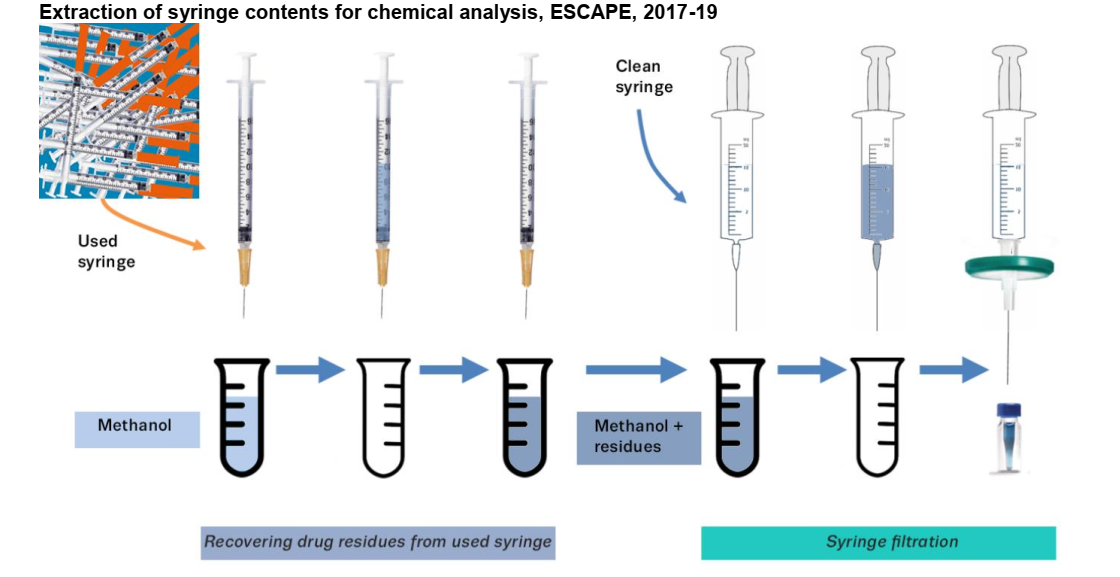 Extraction of syringe contents for chemical analysis, ESCAPE, 2017-19
Clean
syringe
Used
syringe
Methanol
Methanol +
residues
Recovering drug residues from used syringe
Syringe filtration